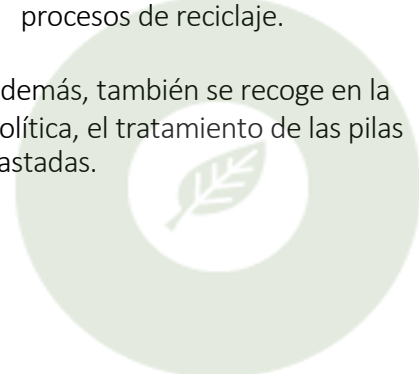 procesos de reciclaje.
demás, también se recoge en la
olítica, el tratamiento de las pilas
astadas.